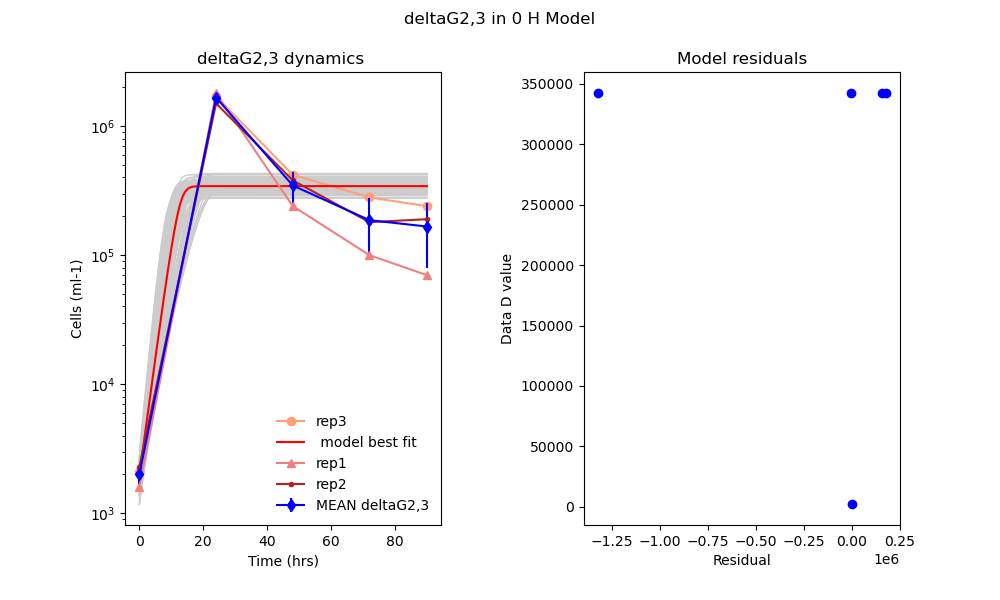 deltaG2,3 in 0 H Model
deltaG2,3 dynamics
Cells (ml-1)
10^6
10^5
10^4
10^3
rep3
model best fit
rep1
rep2
MEAN deltaG2,3
0 20 40 60 80
Time (hrs)
Model residuals
Data D value
350000
300000
250000
200000
150000
100000
50000
0
−1.25 −1.00 −0.75 −0.50 −0.25 0.00 0.25
1e6
Residual